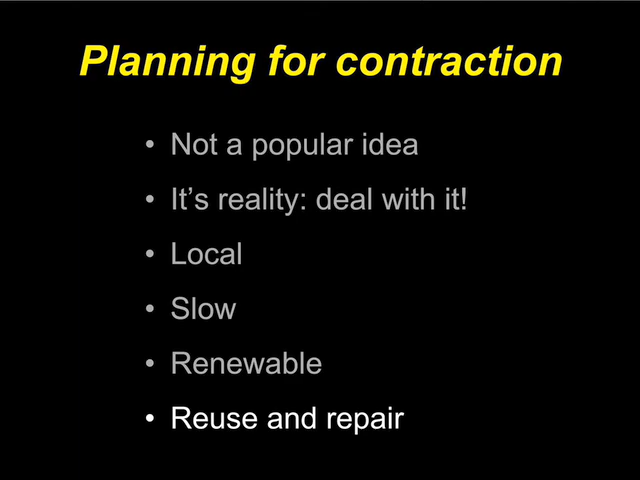 Planning for contraction
• Not a popular idea
• It’s reality: deal with it!
• Local
• Slow
• Renewable
• Reuse and repair